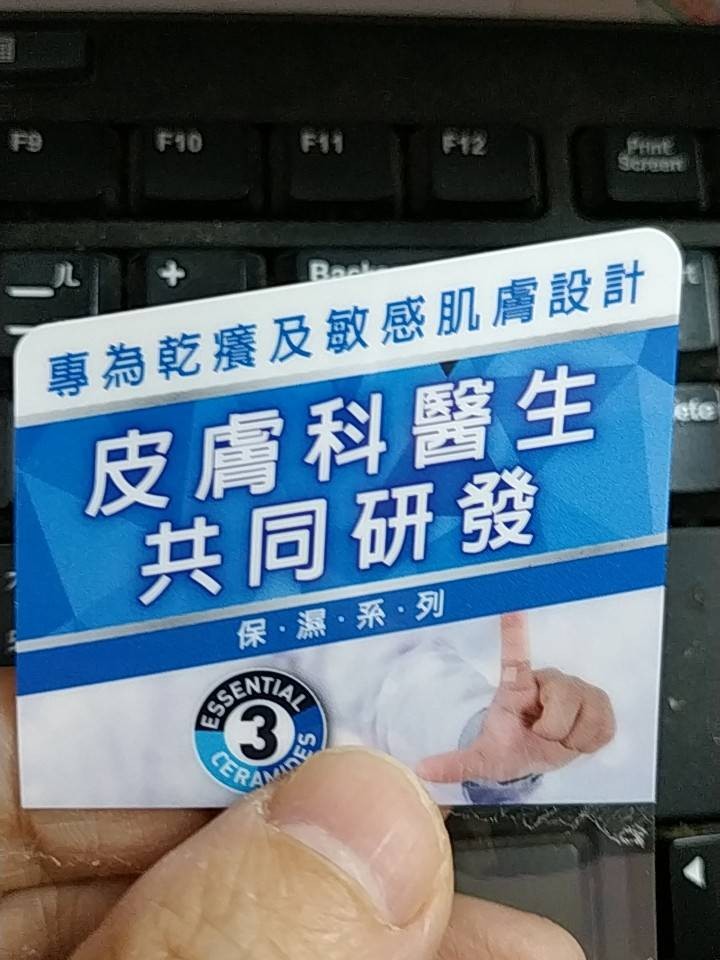 F9 F10 F11 F12 Print Screen
ㄦ +
專為乾癢及敏感肌膚設計
皮膚科醫生
共同研發
保·濕·系·列
ESSENTIAL
3
CERAMIDES